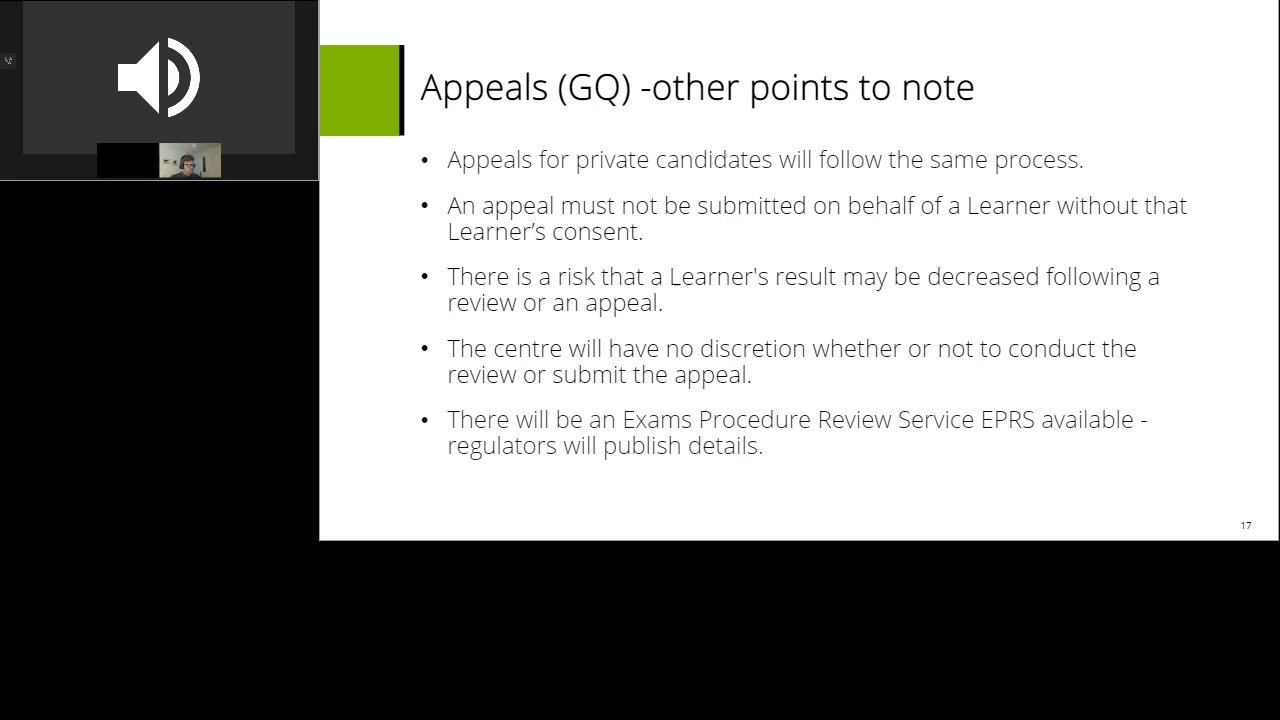 Appeals (GQ) -other points to note
• Appeals for private candidates will follow the same process.
• An appeal must not be submitted on behalf of a Learner without that
Learner’s consent.
• There is a risk that a Learner's result may be decreased following a
review or an appeal.
• The centre will have no discretion whether or not to conduct the
review or submit the appeal.
• There will be an Exams Procedure Review Service EPRS available -
regulators will publish details.
17